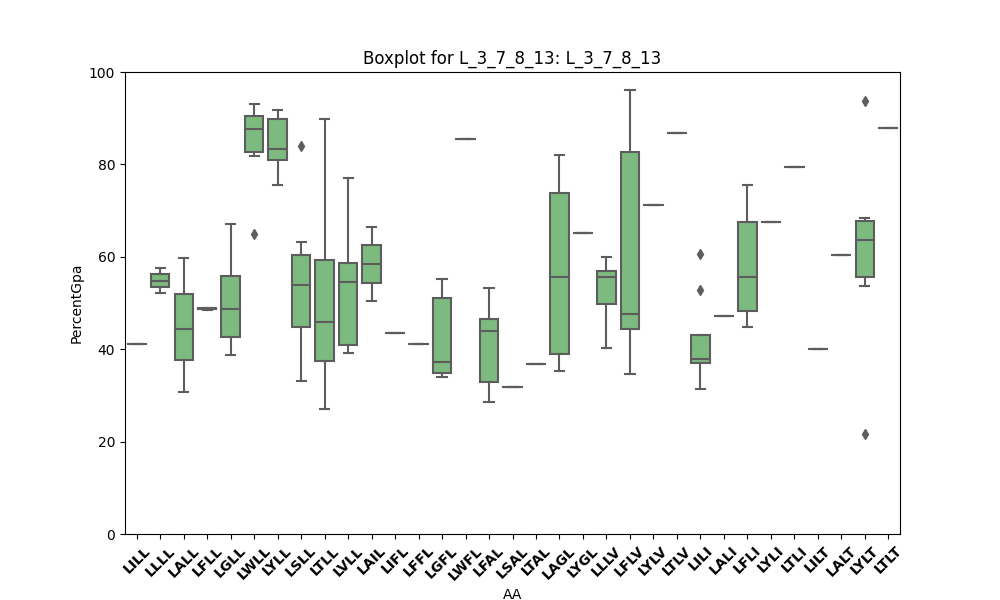 Boxplot for L_3_7_8_13: L_3_7_8_13
100
80
60
40
20
0
PercentGpa
LILL LLLL LALL LFLL LGLL LWLL LYLL LSLL LTLL LVLL LAIL LIFL LFFL LGFL LWFL LFAL LSAL LTAL LAGL LYGL LLLV LFLV LYLV LTLV LILI LALI LFLI LYLI LTLI LILT LALT LYLT LTLT
AA